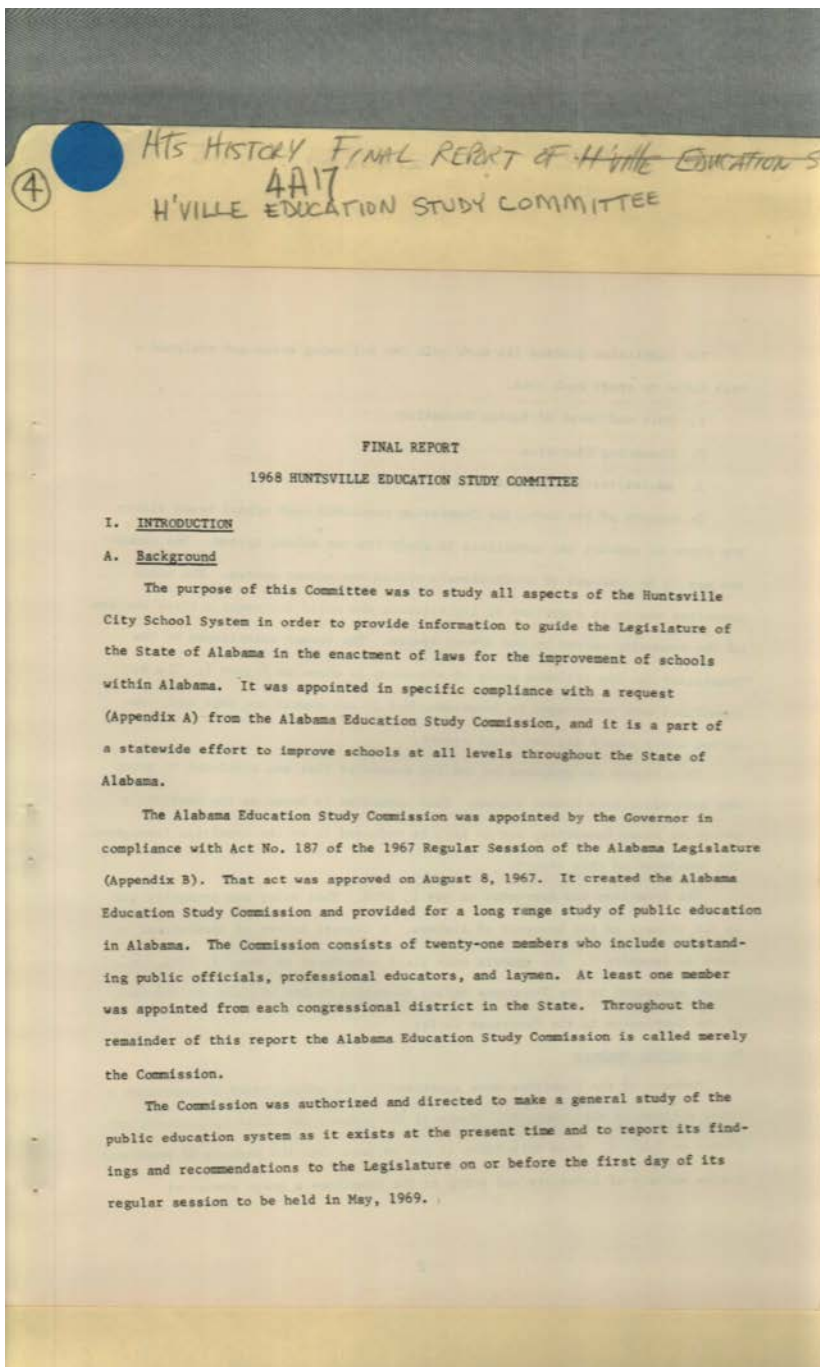 HTS HISTORY FINAL REPORT OF H'ville EDUCATION S
④
4A17
H'VILLE EDUCATION STUDY COMMITTEE
FINAL REPORT
1968 HUNTSVILLE EDUCATION STUDY COMMITTEE
I. INTRODUCTION
A. Background
The purpose of this Committee was to study all aspects of the Huntsville
City School System in order to provide information to guide the Legislature of
the State of Alabama in the enactment of laws for the improvement of schools
within Alabama. It was appointed in specific compliance with a request
(Appendix A) from the Alabama Education Study Commission, and it is a part of
a statewide effort to improve schools at all levels throughout the State of
Alabama.
The Alabama Education Study Commission was appointed by the Governor in
compliance with Act No. 187 of the 1967 Regular Session of the Alabama Legislature
(Appendix B). That act was approved on August 8, 1967. It created the Alabama
Education Study Commission and provided for a long range study of public education
in Alabama. The Commission consists of twenty-one members who include outstand-
ing public officials, professional educators, and laymen. At least one member
was appointed from each congressional district in the State. Throughout the
remainder of this report the Alabama Education Study Commission is called merely
the Commission.
The Commission was authorized and directed to make a general study of the
public education system as it exists at the present time and to report its find-
ings and recommendations to the Legislature on or before the first day of its
regular session to be held in May, 1969.